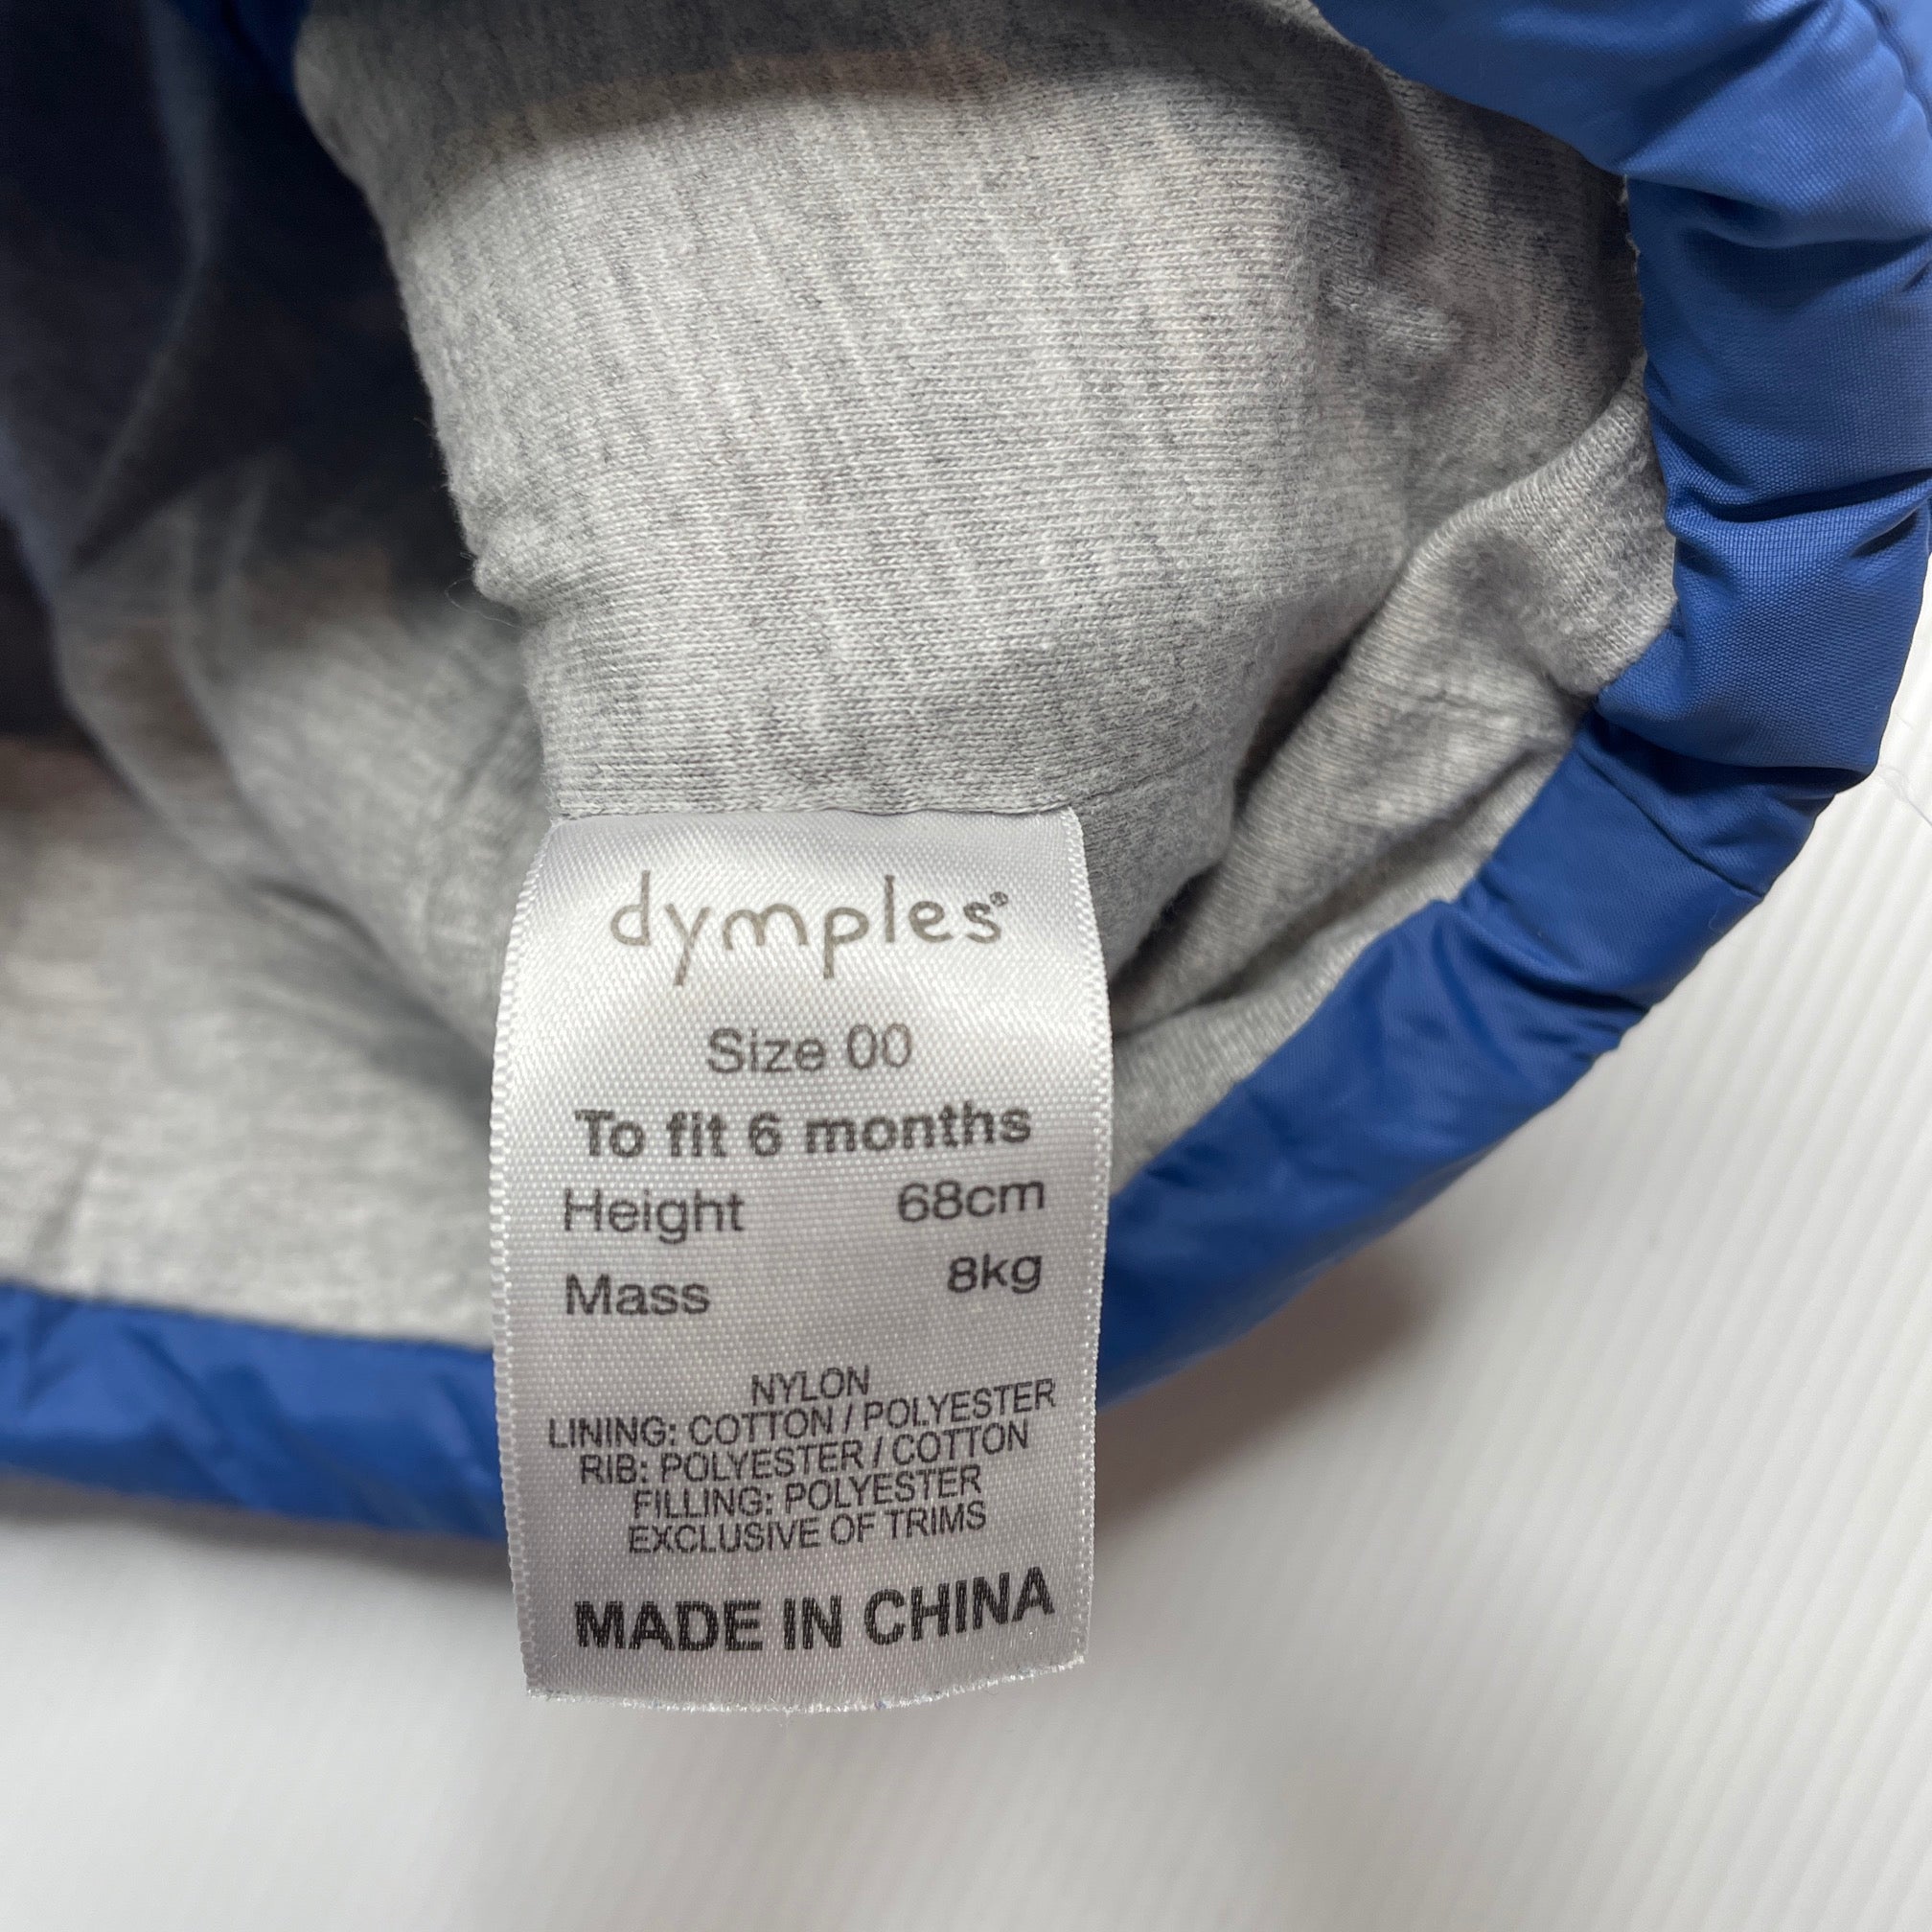 dymples®
Size 00
To fit 6 months
Height 68cm
Mass 8kg
NYLON
LINING: COTTON / POLYESTER
RIB: POLYESTER / COTTON
FILLING: POLYESTER
EXCLUSIVE OF TRIMS
MADE IN CHINA